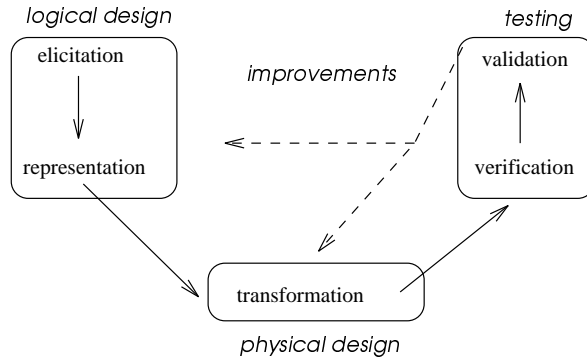 logical design
elicitation
representation
improvements
testing
validation
verification
transformation
physical design